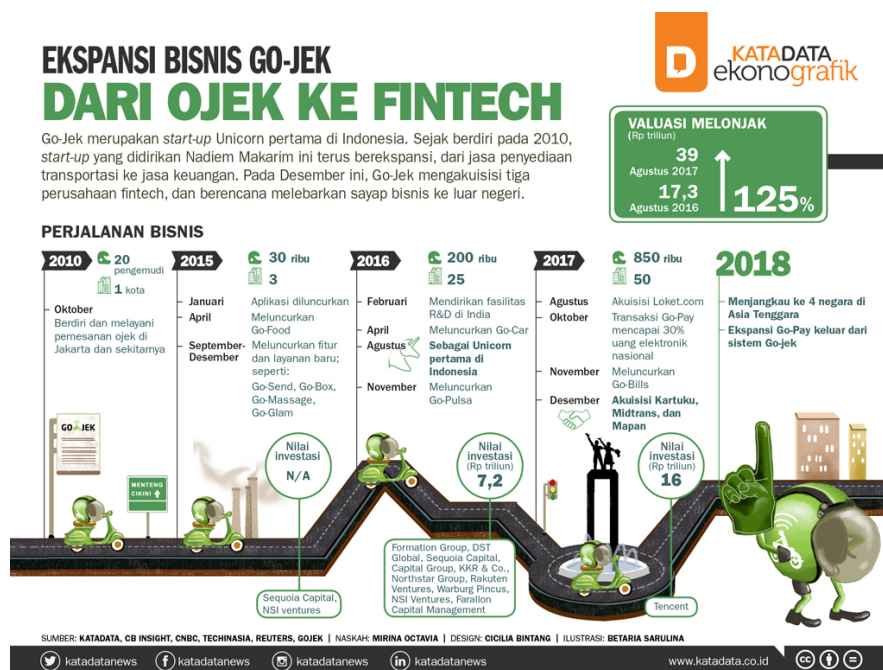 EKSPANSI BISNIS GO-JEK
DARI OJEK KE FINTECH
Go-Jek merupakan start-up Unicorn pertama di Indonesia. Sejak berdiri pada 2010,
start-up yang didirikan Nadiem Makarim ini terus berekspansi, dari jasa penyediaan
transportasi ke jasa keuangan. Pada Desember ini, Go-Jek mengakuisisi tiga
perusahaan fintech, dan berencana melebarkan sayap bisnis ke luar negeri.
D
KATADATA
ekonografik
VALUASI MELONJAK
(Rp triliun)
39
Agustus 2017
17,3
Agustus 2016
125%
PERJALANAN BISNIS
2010
20
pengemudi
1 kota
Oktober
Berdiri dan melayani
pemesanan ojek di
Jakarta dan sekitarnya
GO JEK
MENTENG
CIKINI
2015
30 ribu
3
Januari
Aplikasi diluncurkan
April
Meluncurkan
Go-Food
September-
Desember
Meluncurkan fitur
dan layanan baru;
seperti:
Go-Send, Go-Box,
Go-Massage,
Go-Glam
Nilai
investasi
N/A
Sequoia Capital,
NSI ventures
2016
200 ribu
25
Februari
Mendirikan fasilitas
R&D di India
April
Meluncurkan Go-Car
Agustus
Sebagai Unicorn
pertama di
Indonesia
November
Meluncurkan
Go-Pulsa
Nilai
investasi
(Rp triliun)
7,2
Formation Group, DST
Global, Sequoia Capital,
Capital Group, KKR & Co.,
Northstar Group, Rakuten
Ventures, Warburg Pincus,
NSI Ventures, Farallon
Capital Management
2017
850 ribu
50
Agustus
Akuisisi Loket.com
Oktober
Transaksi Go-Pay
mencapai 30%
uang elektronik
nasional
November
Meluncurkan
Go-Bills
Desember
Akuisisi Kartuku,
Midtrans, dan
Mapan
Nilai
investasi
(Rp triliun)
16
Tencent
2018
Menjangkau ke 4 negara di
Asia Tenggara
Ekspansi Go-Pay keluar dari
sistem Go-jek
SUMBER: KATADATA, CB INSIGHT, CNBC, TECHINASIA, REUTERS, GOJEK | NASKAH: MIRINA OCTAVIA | DESIGN: CICILIA BINTANG | ILUSTRASI: BETARIA SARULINA
katadatanews
katadatanews
katadatanews
katadatanews
www.katadata.co.id